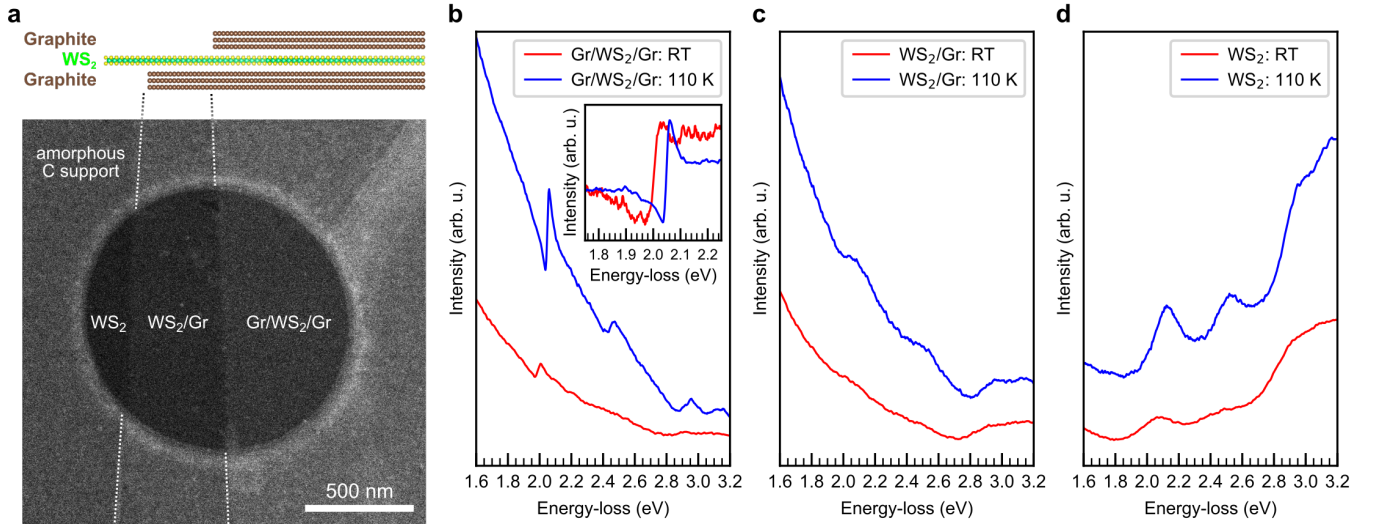 a
Graphite
WS2
Graphite
amorphous
C support
WS2
WS2/Gr
Gr/WS2/Gr
500 nm
b
Gr/WS2/Gr: RT
Gr/WS2/Gr: 110 K
Intensity (arb. u.)
1.8 1.9 2.0 2.1 2.2
Energy-loss (eV)
Intensity (arb. u.)
1.6 1.8 2.0 2.2 2.4 2.6 2.8 3.0 3.2
Energy-loss (eV)
c
WS2/Gr: RT
WS2/Gr: 110 K
Intensity (arb. u.)
1.6 1.8 2.0 2.2 2.4 2.6 2.8 3.0 3.2
Energy-loss (eV)
d
WS2: RT
WS2: 110 K
Intensity (arb. u.)
1.6 1.8 2.0 2.2 2.4 2.6 2.8 3.0 3.2
Energy-loss (eV)